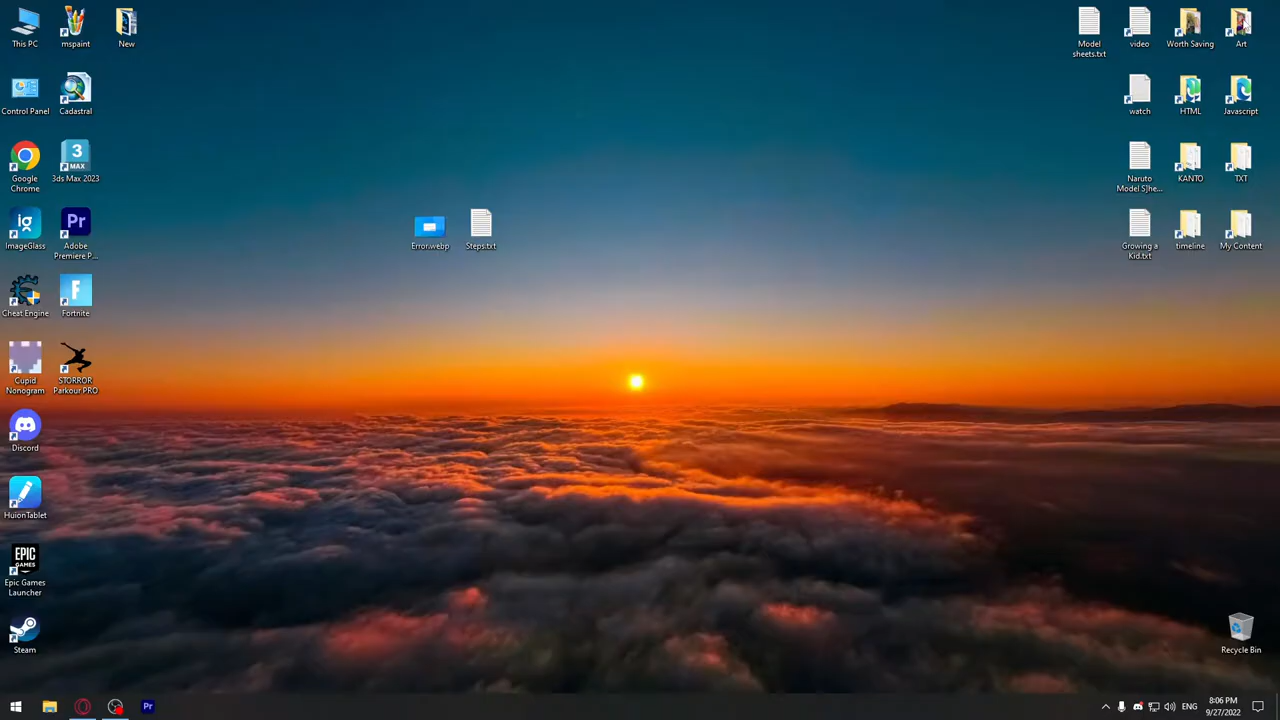 This PC
mspaint
New
Model
sheets.txt
video
Worth Saving
Art
Control Panel
Cadastral
watch
HTML
Javascript
Google
Chrome
3
MAX
3ds Max 2023
Naruto
Model S]he...
KANTO
TXT
ig
ImageGlass
Pr
Adobe
Premiere P...
Error.webp
Steps.txt
Growing a
Kid.txt
timeline
My Content
Cheat Engine
F
Fortnite
Cupid
Nonogram
STORROR
Parkour PRO
Discord
HuionTablet
EPIC
GAMES
Epic Games
Launcher
Steam
Recycle Bin
Pr
ENG
8:06 PM
9/27/2022